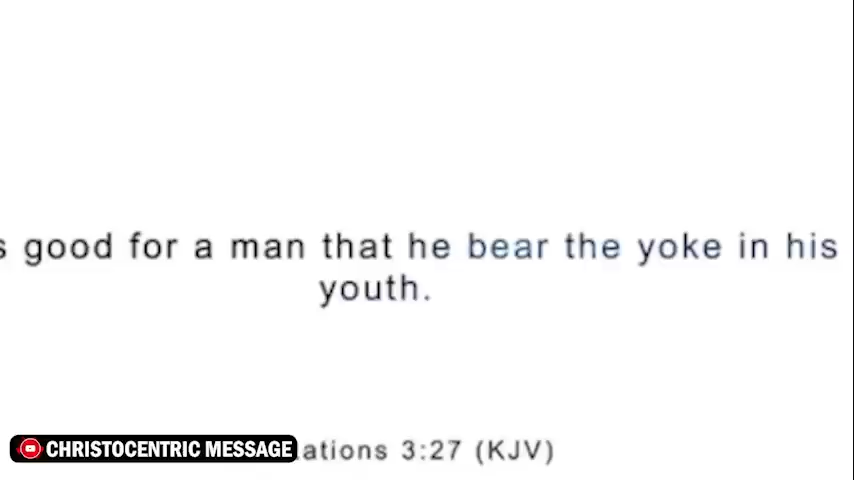 s good for a man that he bear the yoke in his
youth.
CHRISTOCENTRIC MESSAGE ations 3:27 (KJV)